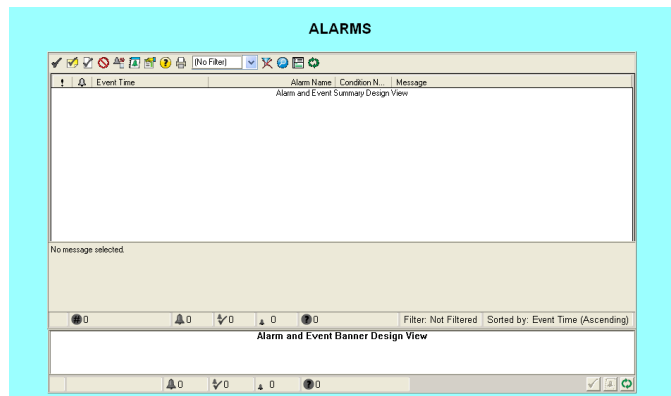 ALARMS
(No Filter)
! Event Time Alarm Name Condition N... Message
Alarm and Event Summary Design View
No message selected.
0 0 0 0 0 Filter: Not Filtered Sorted by: Event Time (Ascending)
Alarm and Event Banner Design View
0 0 0 0